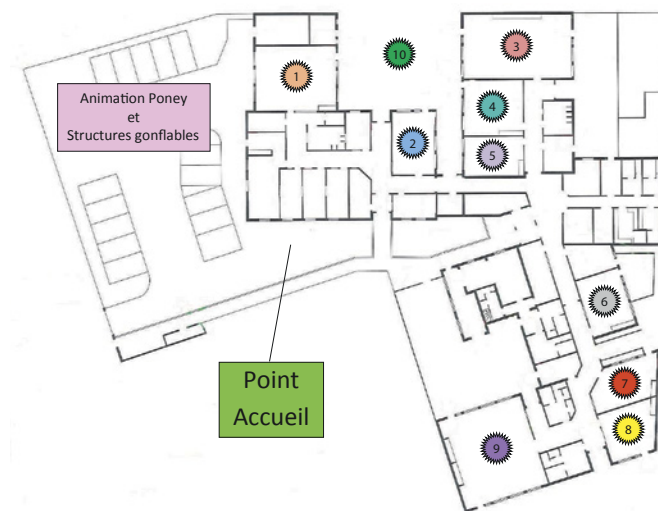 1
10
3
Animation Poney
et
Structures gonflables
4
2
5
6
Point
Accueil
7
8
9